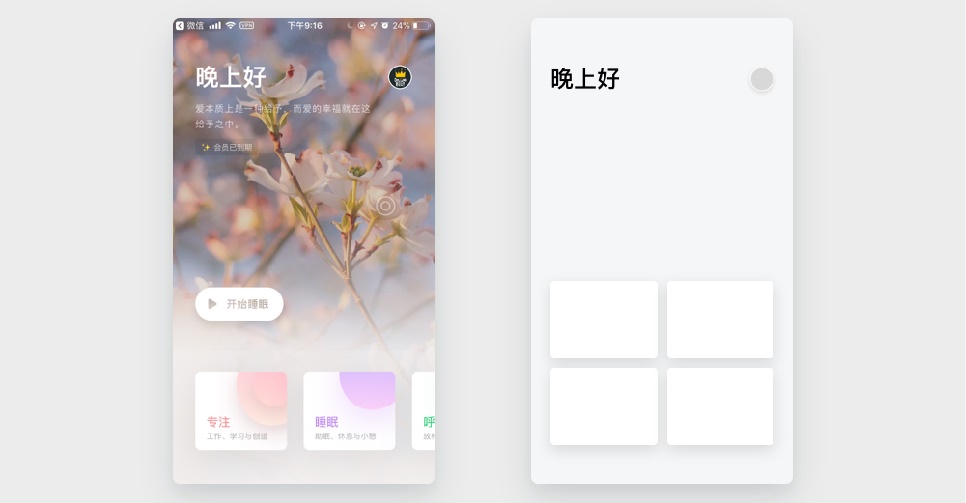 微信 VPN 下午9:16 24%
晚上好
爱本质上是一种给予，而爱的幸福就在这
给予之中。
会员已到期
开始睡眠
专注
工作、学习与创造
睡眠
助眠、休息与小憩
呼
放松
晚上好